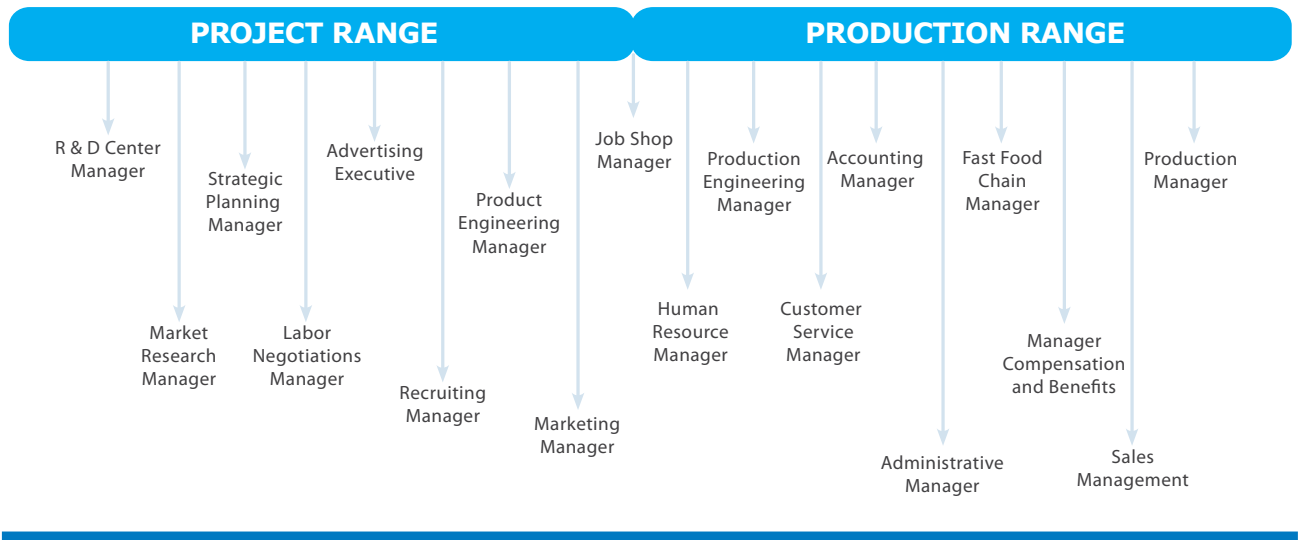 PROJECT RANGE
PRODUCTION RANGE
R & D Center
Manager
Market
Research
Manager
Strategic
Planning
Manager
Labor
Negotiations
Manager
Advertising
Executive
Recruiting
Manager
Product
Engineering
Manager
Marketing
Manager
Job Shop
Manager
Human
Resource
Manager
Production
Engineering
Manager
Customer
Service
Manager
Accounting
Manager
Administrative
Manager
Fast Food
Chain
Manager
Manager
Compensation
and Benefits
Sales
Management
Production
Manager